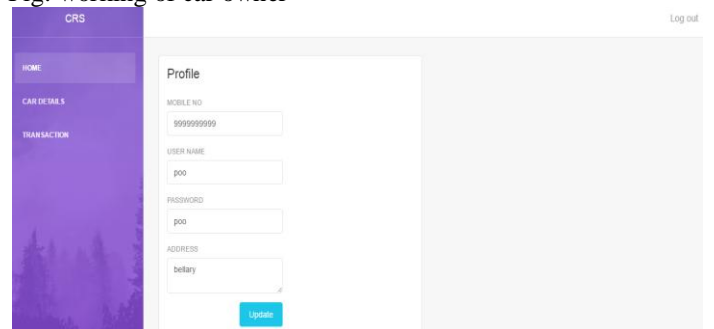 Fig: working of car owner
CRS
Log out
HOME
CAR DETAILS
TRANSACTION
Profile
MOBILE NO
9999999999
USER NAME
poo
PASSWORD
poo
ADDRESS
bellary
Update